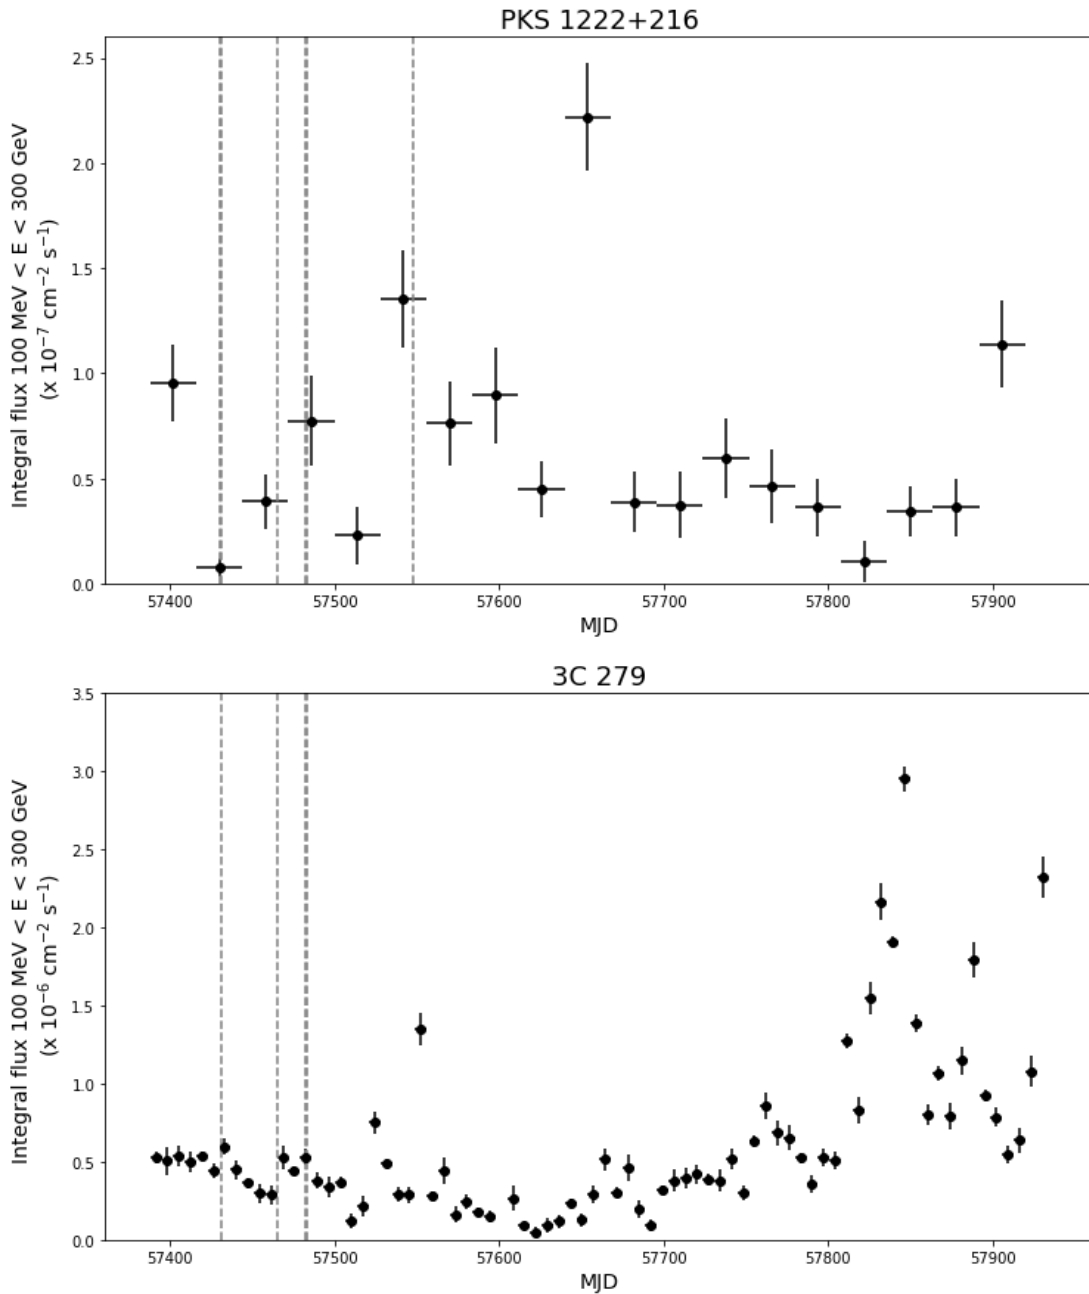 PKS 1222+216
Integral flux 100 MeV < E < 300 GeV
(x 10⁻⁷ cm⁻² s⁻¹)
2.5
2.0
1.5
1.0
0.5
0.0
57400 57500 57600 57700 57800 57900
MJD
3C 279
Integral flux 100 MeV < E < 300 GeV
(x 10⁻⁶ cm⁻² s⁻¹)
3.5
3.0
2.5
2.0
1.5
1.0
0.5
0.0
57400 57500 57600 57700 57800 57900
MJD